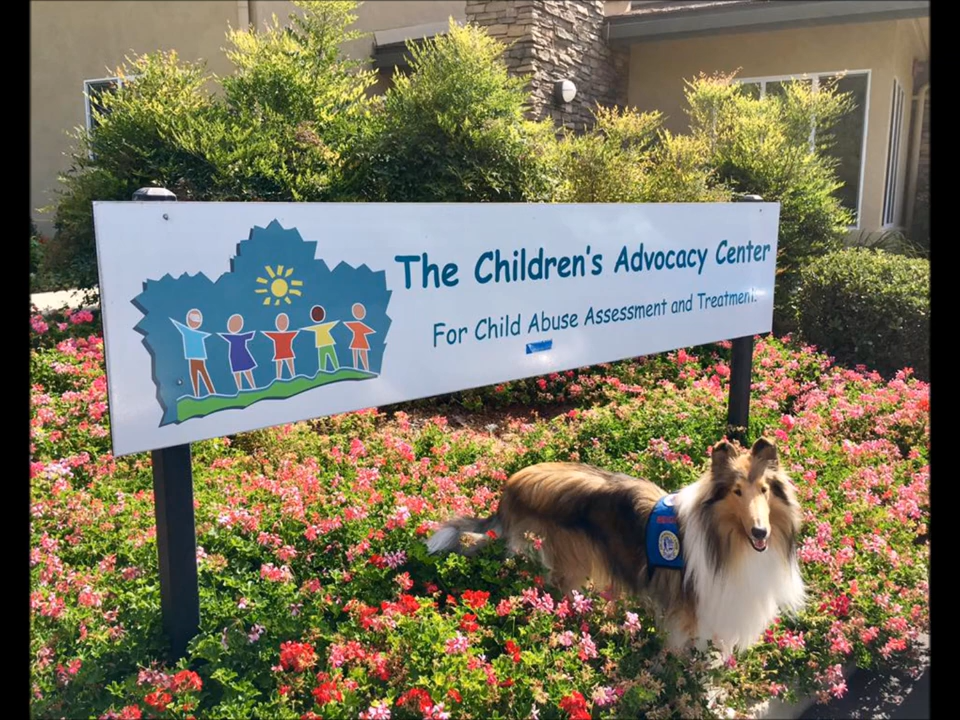 The Children's Advocacy Center
For Child Abuse Assessment and Treatment.